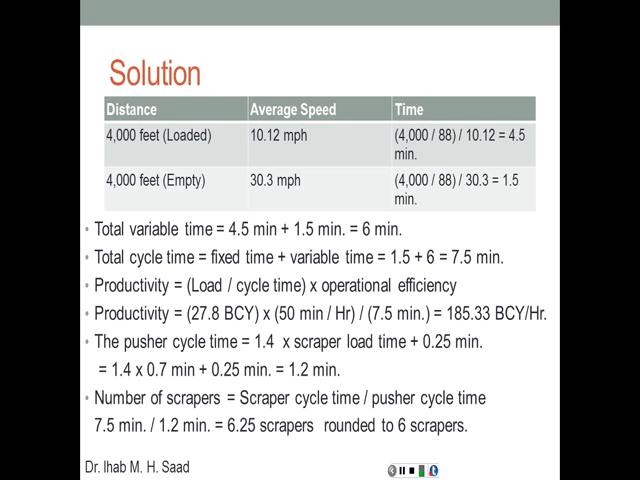 Solution
Distance Average Speed Time
4,000 feet (Loaded) 10.12 mph (4,000 / 88) / 10.12 = 4.5
min.
4,000 feet (Empty) 30.3 mph (4,000 / 88) / 30.3 = 1.5
min.
• Total variable time = 4.5 min + 1.5 min. = 6 min.
• Total cycle time = fixed time + variable time = 1.5 + 6 = 7.5 min.
• Productivity = (Load / cycle time) x operational efficiency
• Productivity = (27.8 BCY) x (50 min / Hr) / (7.5 min.) = 185.33 BCY/Hr.
• The pusher cycle time = 1.4 x scraper load time + 0.25 min.
= 1.4 x 0.7 min + 0.25 min. = 1.2 min.
• Number of scrapers = Scraper cycle time / pusher cycle time
7.5 min. / 1.2 min. = 6.25 scrapers rounded to 6 scrapers.
Dr. Ihab M. H. Saad